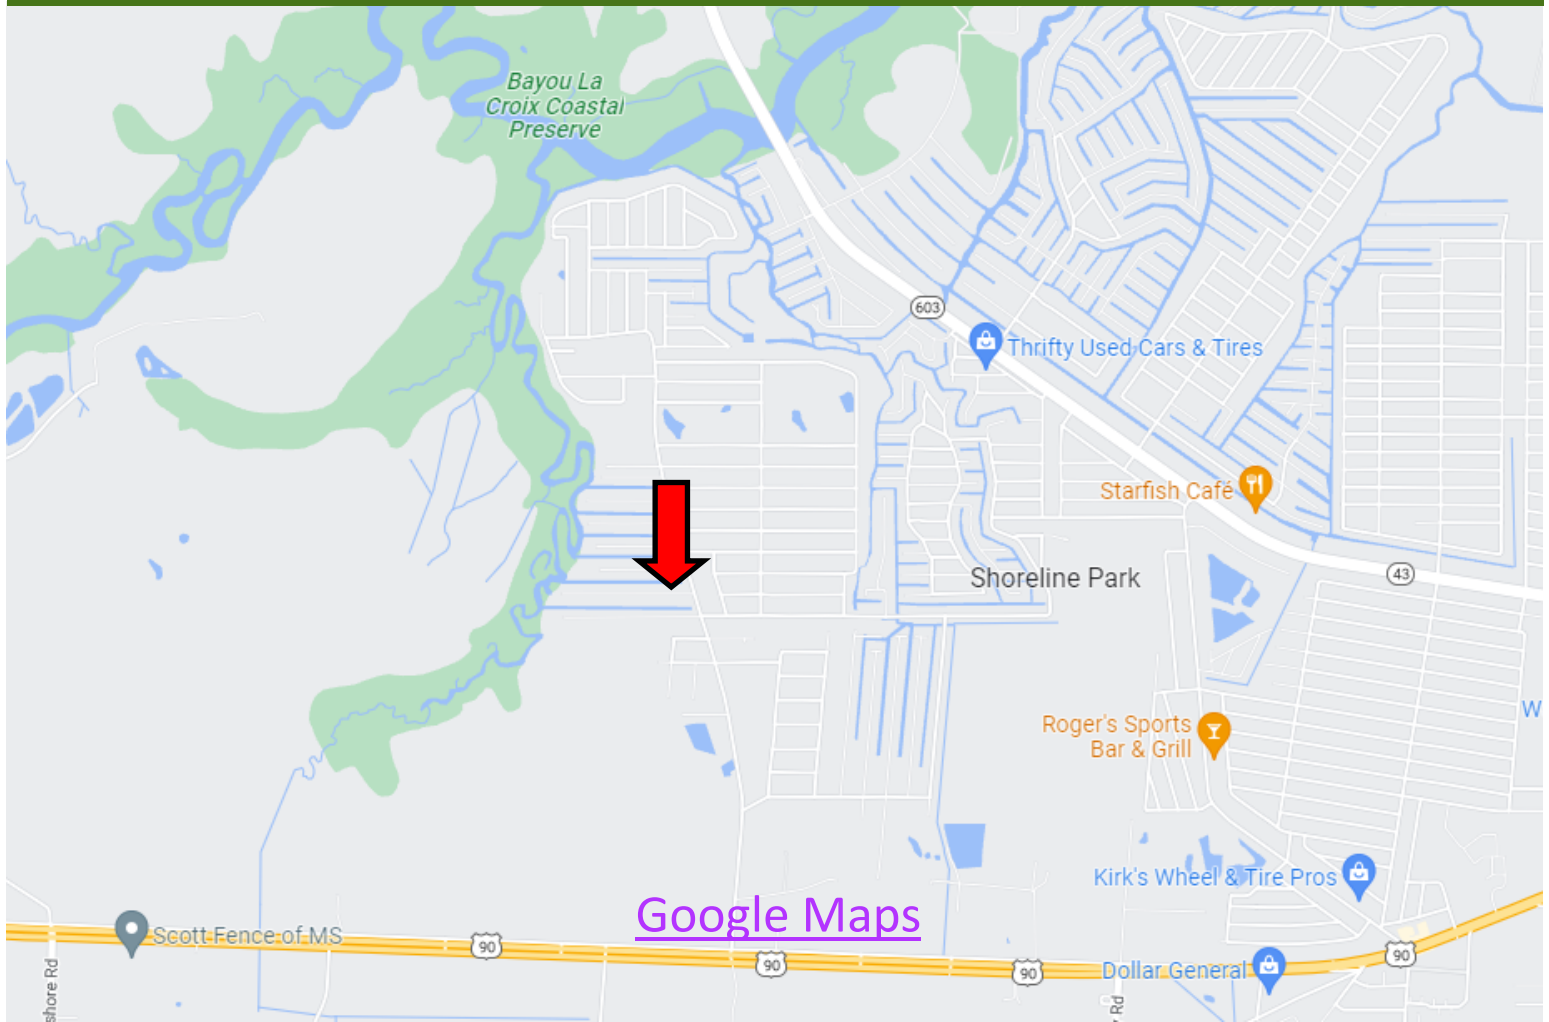 Bayou La
Croix Coastal
Preserve
603
Thrifty Used Cars & Tires
Starfish Café
Shoreline Park
43
Roger's Sports
Bar & Grill
W
Kirk's Wheel & Tire Pros
Google Maps
Scott Fence of MS
90
90
90
90
Dollar General
shore Rd
Rd